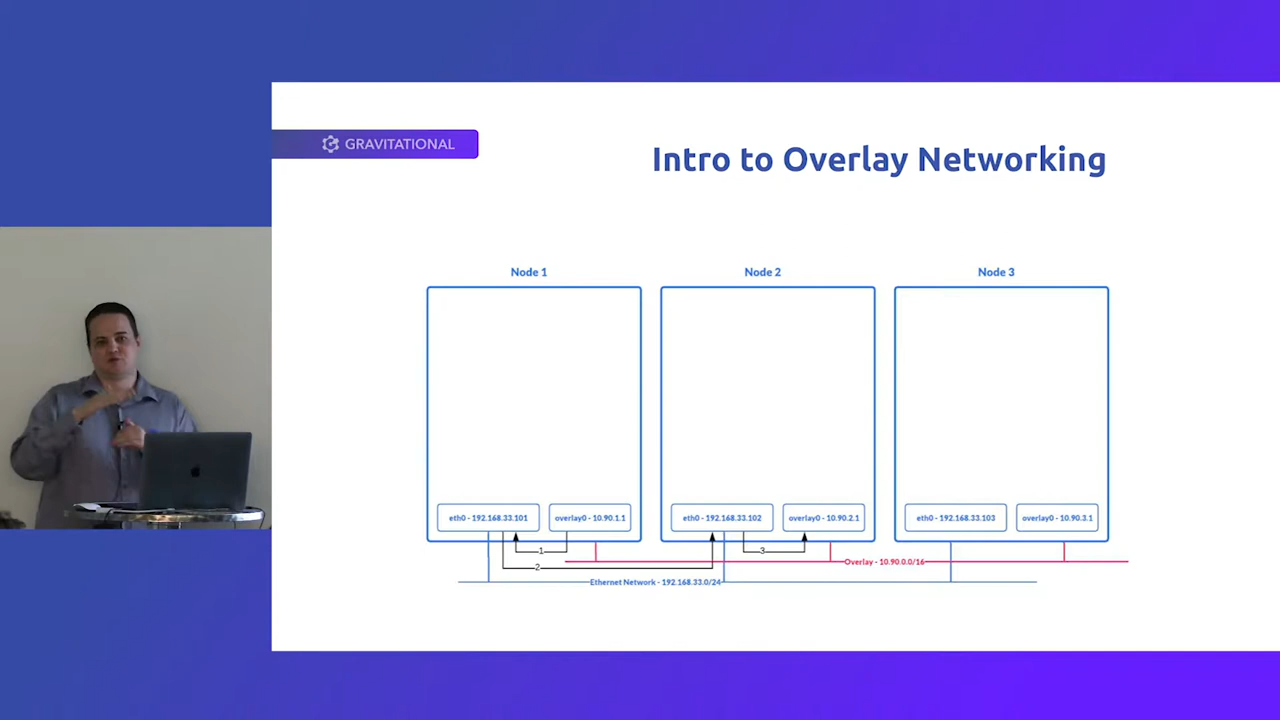 GRAVITATIONAL
Intro to Overlay Networking
Node 1
Node 2
Node 3
eth0 - 192.168.33.101
overlay0 - 10.90.1.1
eth0 - 192.168.33.102
overlay0 - 10.90.2.1
eth0 - 192.168.33.103
overlay0 - 10.90.3.1
1
3
2
Overlay - 10.90.0.0/16
Ethernet Network - 192.168.33.0/24